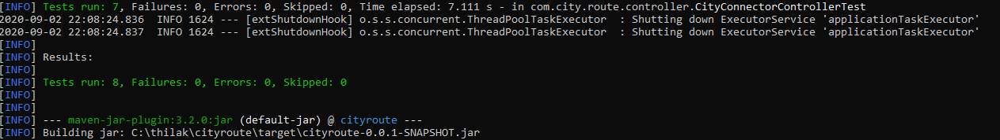 [INFO] Tests run: 7, Failures: 0, Errors: 0, Skipped: 0, Time elapsed: 7.111 s - in com.city.route.controller.CityConnectorControllerTest
2020-09-02 22:08:24.836  INFO 1624 --- [extShutdownHook] o.s.s.concurrent.ThreadPoolTaskExecutor  : Shutting down ExecutorService 'applicationTaskExecutor'
2020-09-02 22:08:24.837  INFO 1624 --- [extShutdownHook] o.s.s.concurrent.ThreadPoolTaskExecutor  : Shutting down ExecutorService 'applicationTaskExecutor'
[INFO]
[INFO] Results:
[INFO]
[INFO] Tests run: 8, Failures: 0, Errors: 0, Skipped: 0
[INFO]
[INFO]
[INFO] --- maven-jar-plugin:3.2.0:jar (default-jar) @ cityroute ---
[INFO] Building jar: C:\thilak\cityroute\target\cityroute-0.0.1-SNAPSHOT.jar